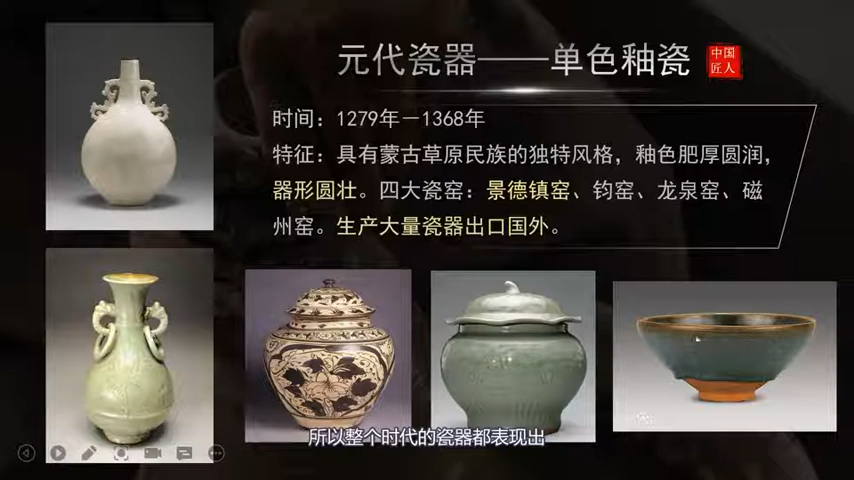 元代瓷器——单色釉瓷
中国
匠人
时间：1279年－1368年
特征：具有蒙古草原民族的独特风格，釉色肥厚圆润，
器形圆壮。四大瓷窑：景德镇窑、钧窑、龙泉窑、磁
州窑。生产大量瓷器出口国外。
所以整个时代的瓷器都表现出